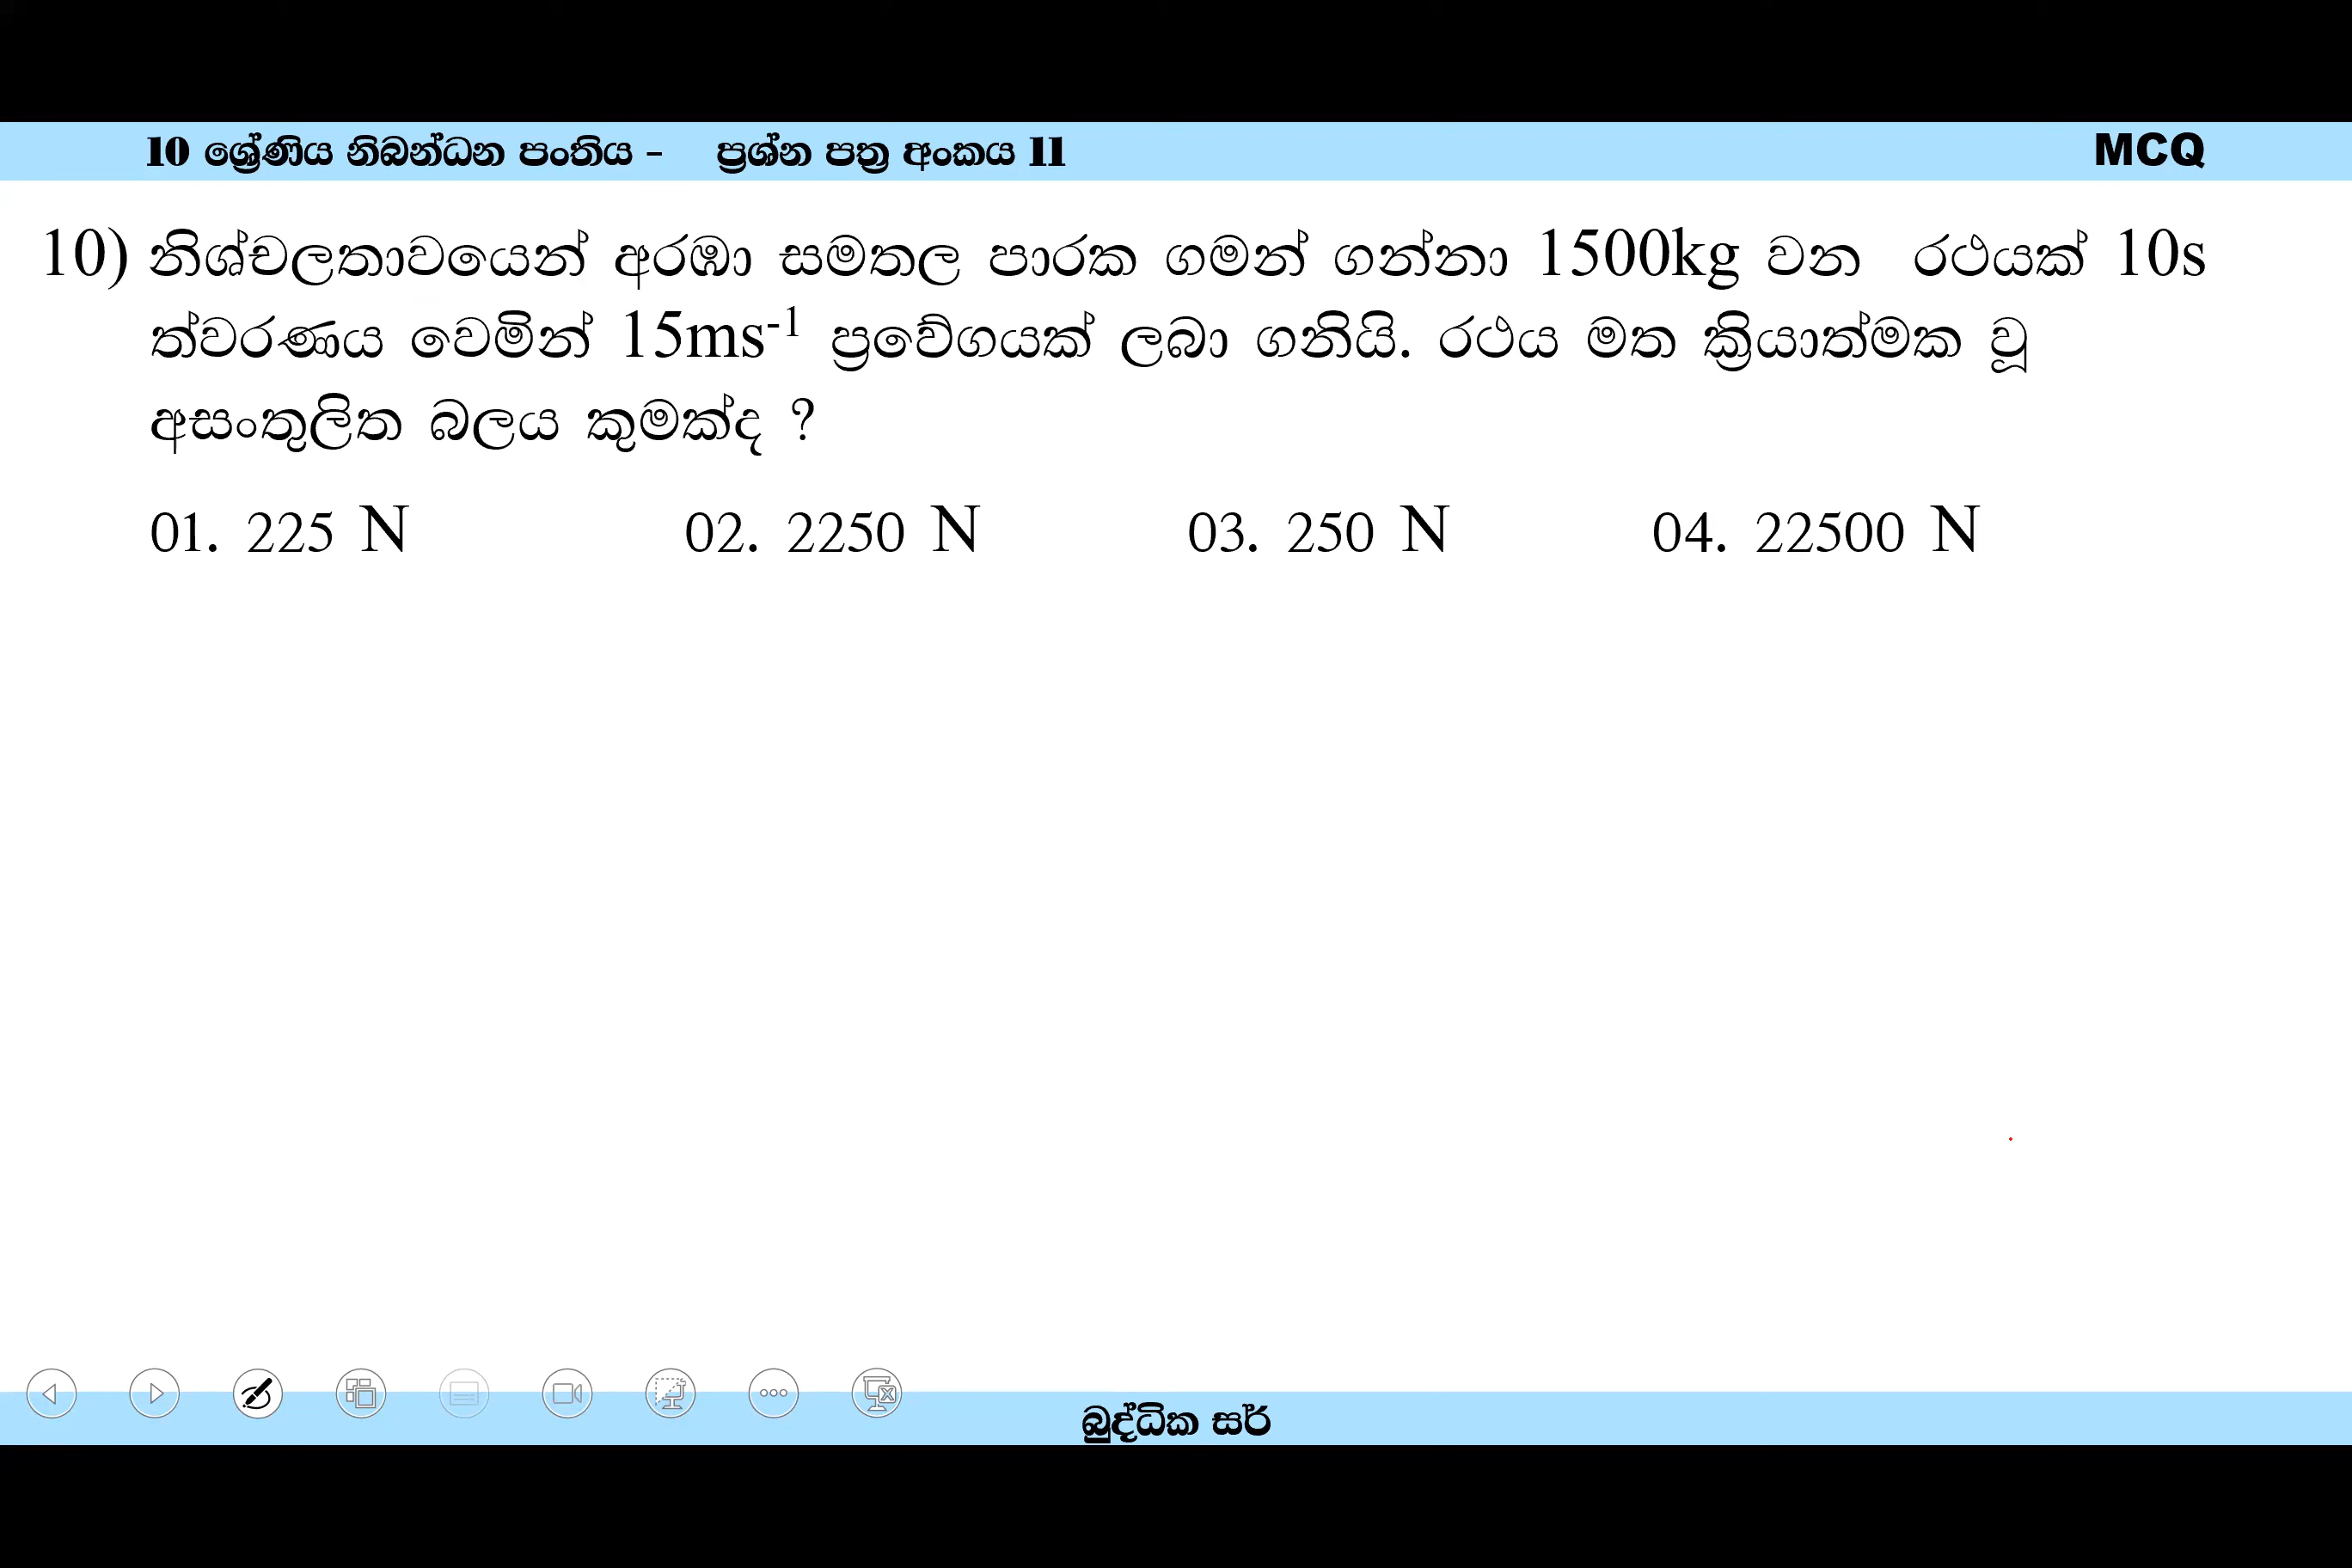 10 ශ්‍රේණිය නිබන්ධන පංතිය - ප්‍රශ්න පත්‍ර අංකය 11 MCQ
10) නිශ්චලතාවයෙන් අරඹා සමතල පාරක ගමන් ගන්නා 1500kg වන රථයක් 10s
ත්වරණය වෙමින් 15ms⁻¹ ප්‍රවේගයක් ලබා ගනියි. රථය මත ක්‍රියාත්මක වූ
අසංතුලිත බලය කුමක්ද ?
01. 225 N 02. 2250 N 03. 250 N 04. 22500 N
බුද්ධික සර්